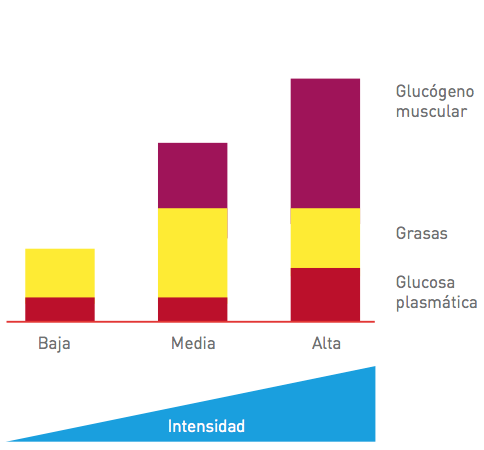 Glucógeno
muscular
Grasas
Glucosa
plasmática
Baja
Media
Alta
Intensidad